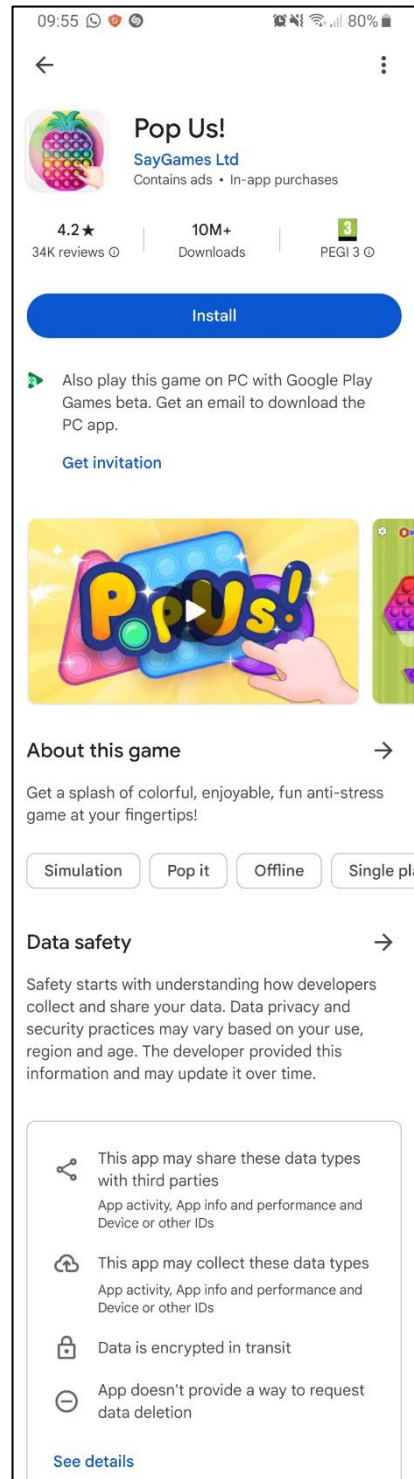 09:55 80%
Pop Us!
SayGames Ltd
Contains ads • In-app purchases
4.2★ 10M+ 3
34K reviews Downloads PEGI 3
Install
Also play this game on PC with Google Play
Games beta. Get an email to download the
PC app.
Get invitation
PopUs!
About this game
Get a splash of colorful, enjoyable, fun anti-stress
game at your fingertips!
Simulation Pop it Offline Single pla
Data safety
Safety starts with understanding how developers
collect and share your data. Data privacy and
security practices may vary based on your use,
region and age. The developer provided this
information and may update it over time.
This app may share these data types
with third parties
App activity, App info and performance and
Device or other IDs
This app may collect these data types
App activity, App info and performance and
Device or other IDs
Data is encrypted in transit
App doesn't provide a way to request
data deletion
See details